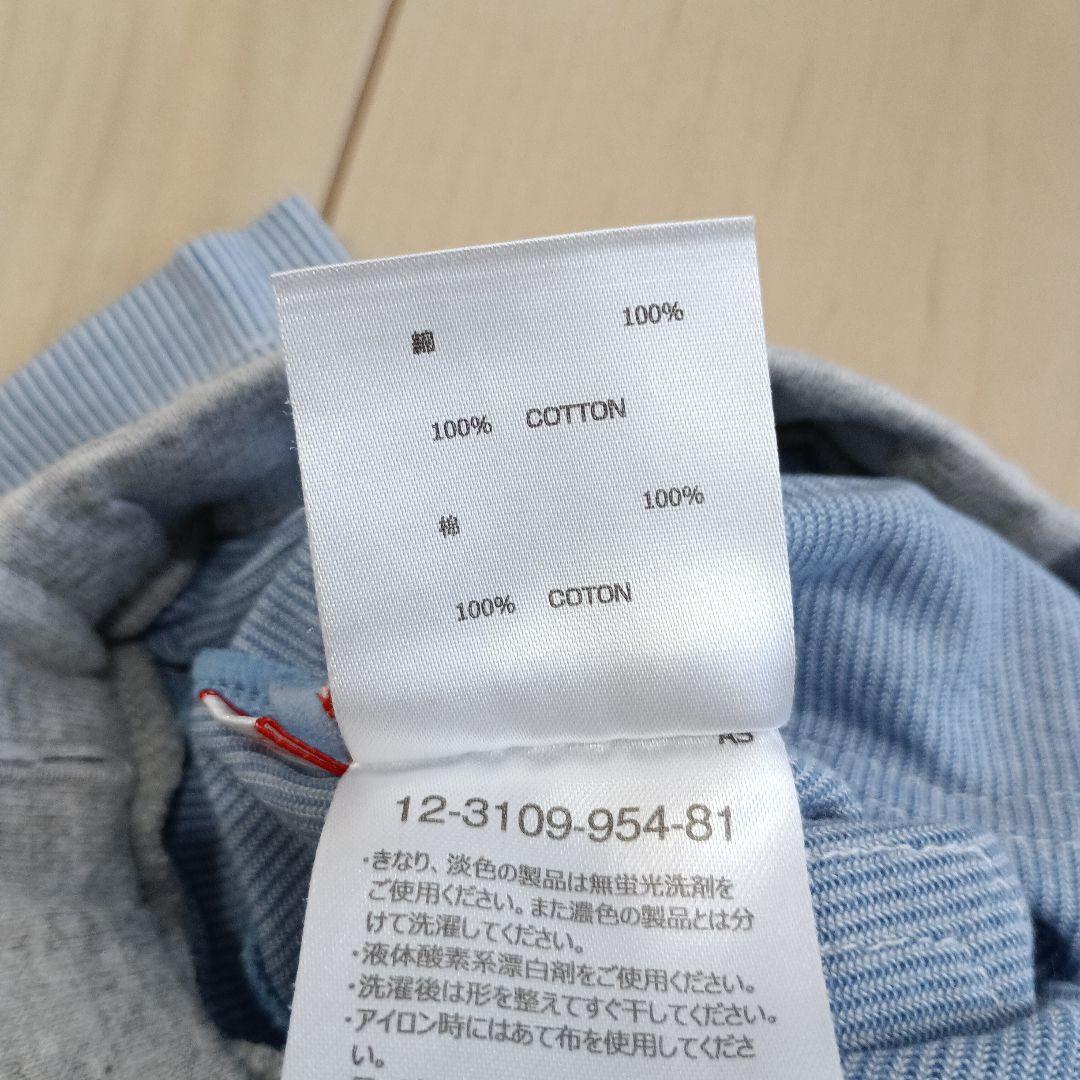 綿 100%
100% COTTON
棉 100%
100% COTON
12-3109-954-81
・きなり、淡色の製品は無蛍光洗剤を
ご使用ください。また濃色の製品とは分
けて洗濯してください。
・液体酸素系漂白剤をご使用ください。
・洗濯後は形を整えてすぐ干してください。
・アイロン時にはあて布を使用してくださ
い。